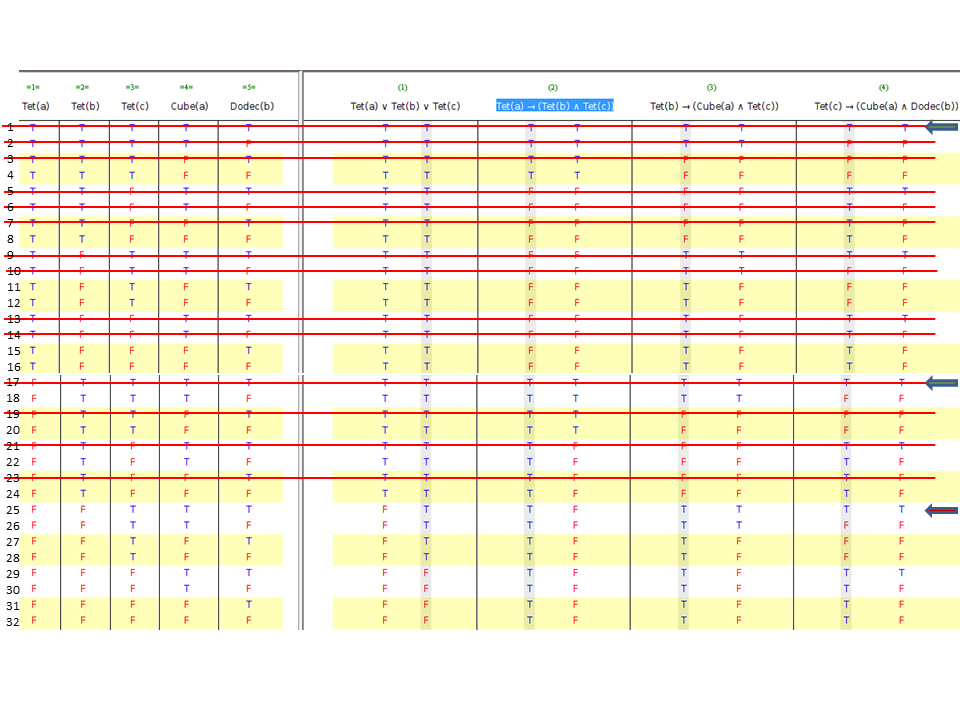 =1= =2= =3= =4= =5= (1) (2) (3) (4)
Tet(a) Tet(b) Tet(c) Cube(a) Dodec(b) Tet(a) ∨ Tet(b) ∨ Tet(c) Tet(a) → (Tet(b) ∧ Tet(c)) Tet(b) → (Cube(a) ∧ Tet(c)) Tet(c) → (Cube(a) ∧ Dodec(b))
1 T T T T T T T T T T T T T
2 T T T T F T T T T T T F F
3 T T T F T T T T T F F F F
4 T T T F F T T T T F F F F
5 T T F T T T T F F F F T T
6 T T F T F T T F F F F T F
7 T T F F T T T F F F F T F
8 T T F F F T T F F F F T F
9 T F T T T T T F F T T T T
10 T F T T F T T F F T T F F
11 T F T F T T T F F T F F F
12 T F T F F T T F F T F F F
13 T F F T T T T F F T F T T
14 T F F T F T T F F T F T F
15 T F F F T T T F F T F T F
16 T F F F F T T F F T F T F
17 F T T T T T T T T T T T T
18 F T T T F T T T T T T F F
19 F T T F T T T T T F F F F
20 F T T F F T T T T F F F F
21 F T F T T T T T F F F T T
22 F T F T F T T T F F F T F
23 F T F F T T T T F F F T F
24 F T F F F T T T F F F T F
25 F F T T T F T T F T T T T
26 F F T T F F T T F T T F F
27 F F T F T F T T F T F F F
28 F F T F F F T T F T F F F
29 F F F T T F F T F T F T T
30 F F F T F F F T F T F T F
31 F F F F T F F T F T F T F
32 F F F F F F F T F T F T F